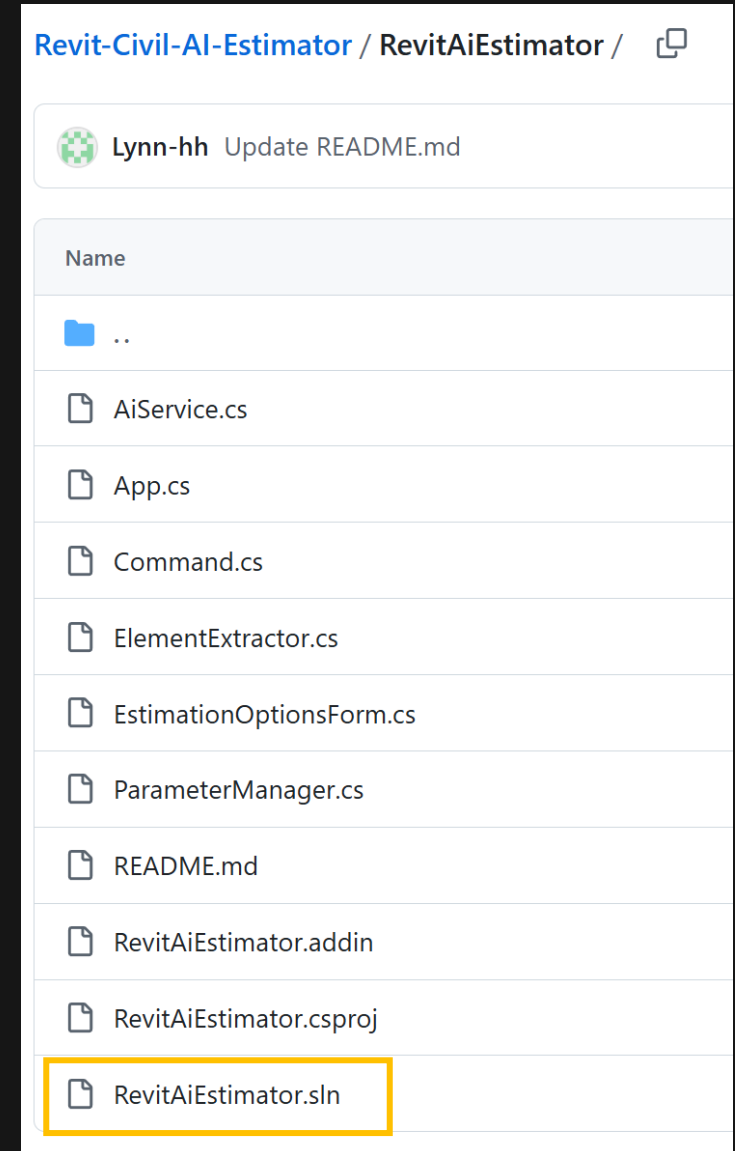 Revit-Civil-AI-Estimator / RevitAiEstimator /
Lynn-hh Update README.md
Name
..
AiService.cs
App.cs
Command.cs
ElementExtractor.cs
EstimationOptionsForm.cs
ParameterManager.cs
README.md
RevitAiEstimator.addin
RevitAiEstimator.csproj
RevitAiEstimator.sln